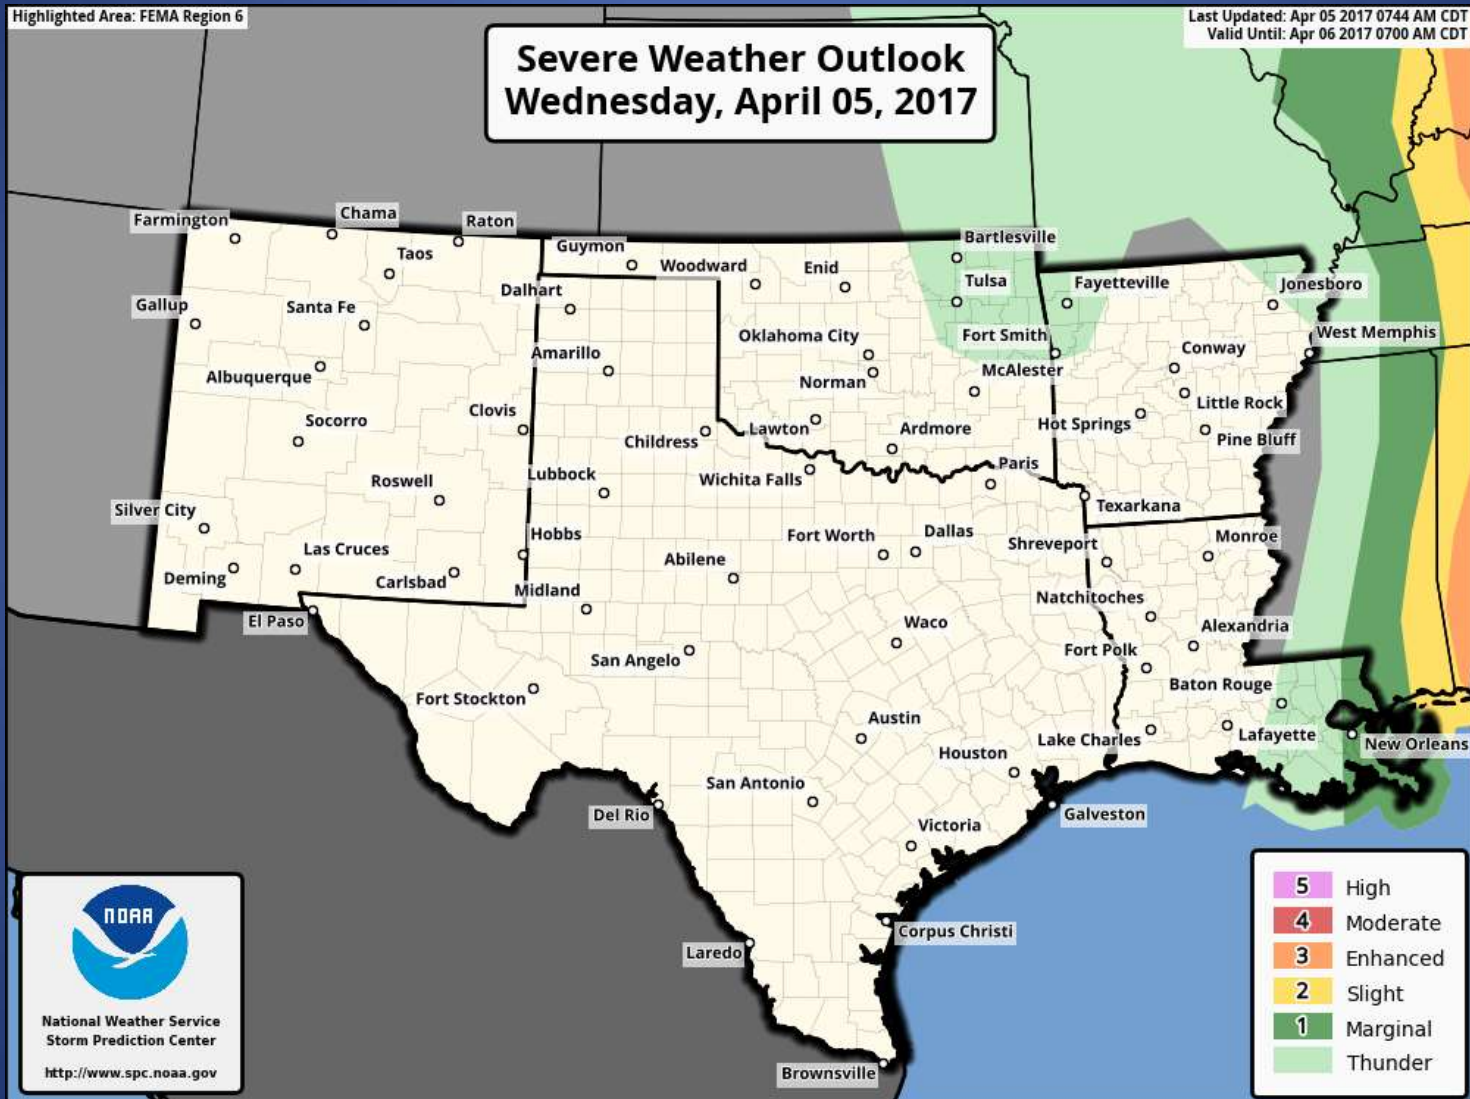 Highlighted Area: FEMA Region 6
Last Updated: Apr 05 2017 0744 AM CDT
Valid Until: Apr 06 2017 0700 AM CDT
Severe Weather Outlook
Wednesday, April 05, 2017
Farmington
Chama
Raton
Taos
Guymon
Woodward
Enid
Bartlesville
Tulsa
Fayetteville
Jonesboro
Gallup
Santa Fe
Dalhart
Oklahoma City
Fort Smith
West Memphis
Albuquerque
Amarillo
Norman
McAlester
Conway
Little Rock
Socorro
Clovis
Childress
Lawton
Ardmore
Hot Springs
Pine Bluff
Roswell
Lubbock
Wichita Falls
Paris
Texarkana
Silver City
Las Cruces
Hobbs
Abilene
Fort Worth
Dallas
Shreveport
Monroe
Deming
Carlsbad
Midland
Natchitoches
El Paso
San Angelo
Waco
Fort Polk
Alexandria
Fort Stockton
Austin
Baton Rouge
Houston
Lake Charles
Lafayette
New Orleans
San Antonio
Del Rio
Galveston
Victoria
Corpus Christi
Laredo
Brownsville
NOAA
National Weather Service
Storm Prediction Center
http://www.spc.noaa.gov
5 High
4 Moderate
3 Enhanced
2 Slight
1 Marginal
Thunder